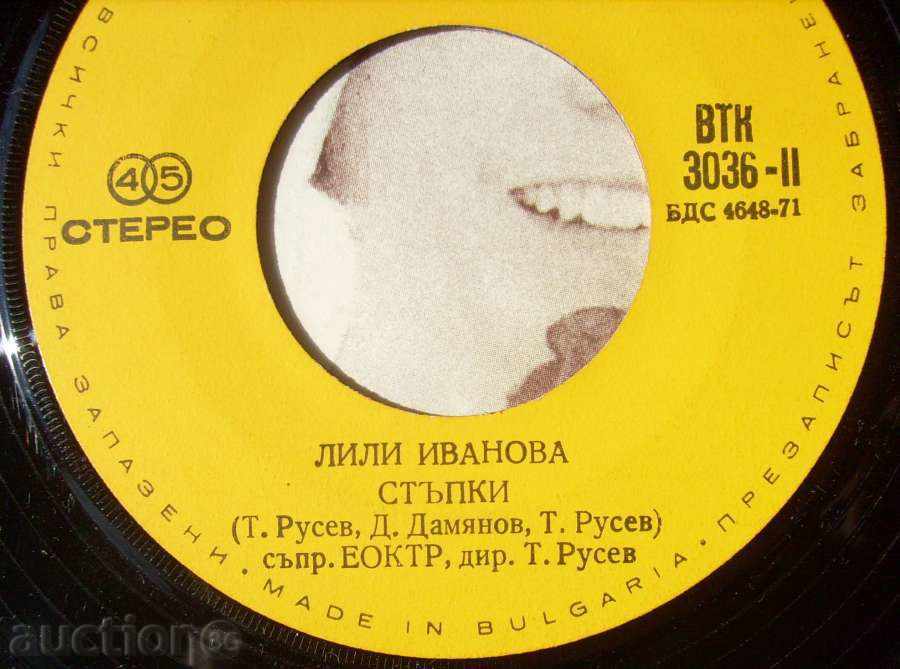 ВСИЧКИ ПРАВА ЗАПАЗЕНИ · MADE IN BULGARIA · ПРЕЗАПИСЪТ ЗАБРАНЕ
45
СТЕРЕО
ВТК
3036-II
БДС 4648-71
ЛИЛИ ИВАНОВА
СТЪПКИ
(Т. Русев, Д. Дамянов, Т. Русев)
съпр. ЕОКТР, дир. Т. Русев
auction